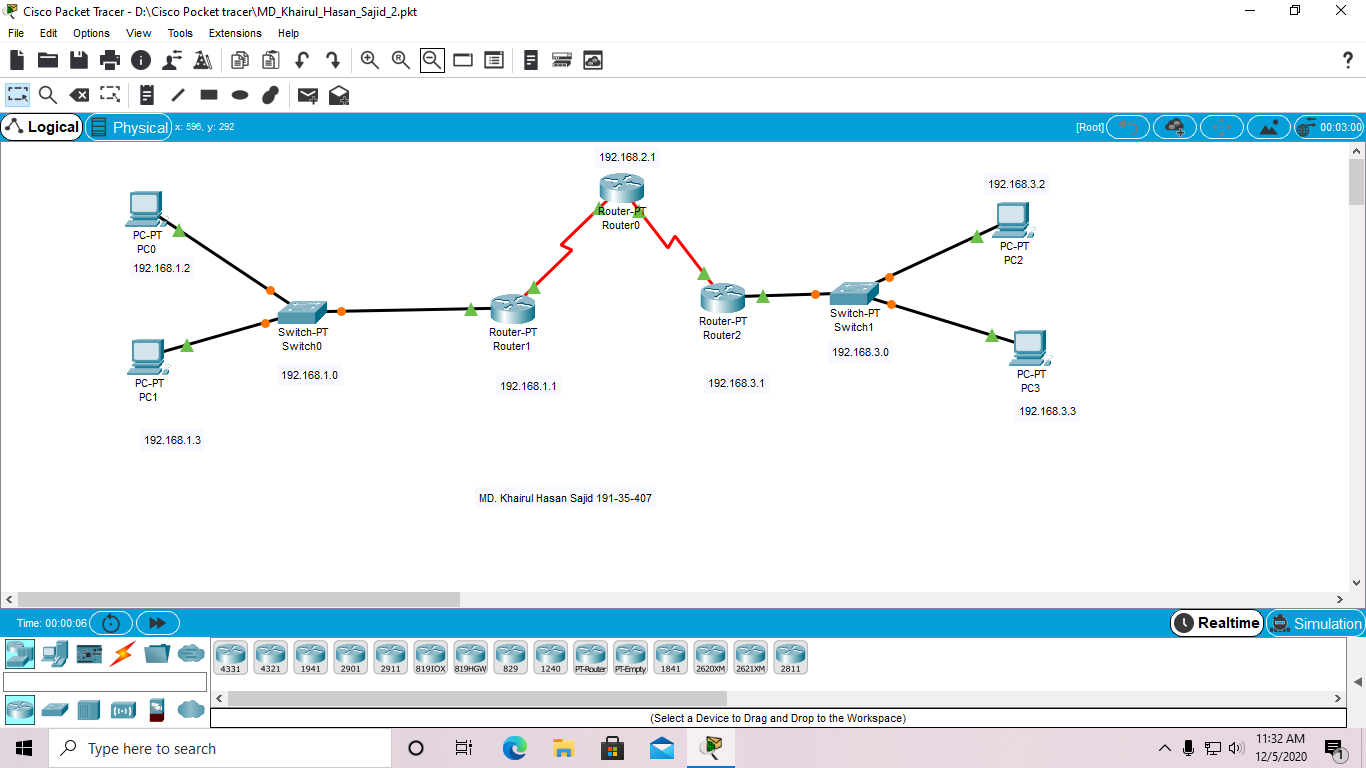 Cisco Packet Tracer - D:\Cisco Pocket tracer\MD_Khairul_Hasan_Sajid_2.pkt
File Edit Options View Tools Extensions Help
Logical Physical x: 596, y: 292 [Root] 00:03:00
192.168.2.1
Router-PT
Router0
192.168.3.2
PC-PT
PC2
PC-PT
PC0
192.168.1.2
Switch-PT
Switch0
192.168.1.0
Router-PT
Router1
192.168.1.1
Router-PT
Router2
192.168.3.1
Switch-PT
Switch1
192.168.3.0
PC-PT
PC1
192.168.1.3
PC-PT
PC3
192.168.3.3
MD. Khairul Hasan Sajid 191-35-407
Time: 00:00:06 Realtime Simulation
4331 4321 1941 2901 2911 819IOX 819HGW 829 1240 PT-Router PT-Empty 1841 2620XM 2621XM 2811
(Select a Device to Drag and Drop to the Workspace)
Type here to search
11:32 AM
12/5/2020
1